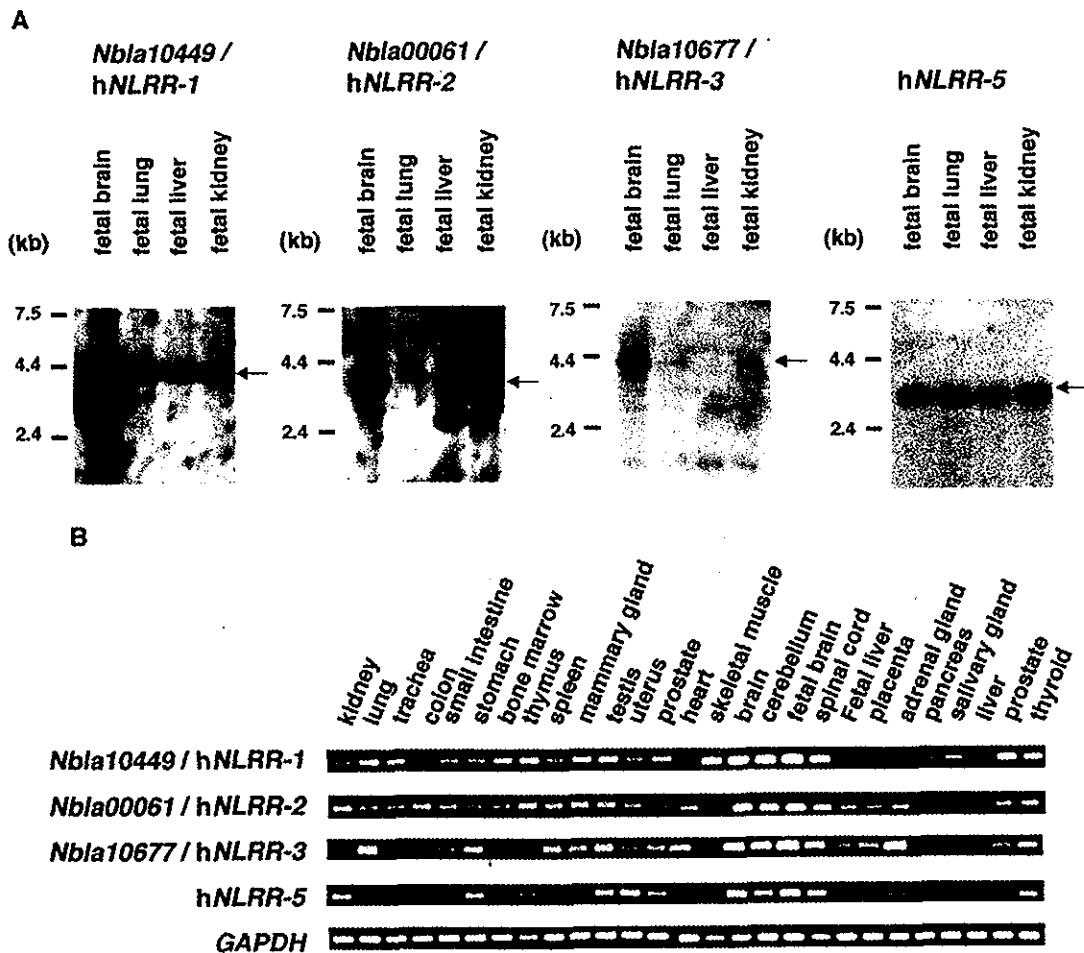 A
Nbla10449 /
hNLRR-1
Nbla00061 /
hNLRR-2
Nbla10677 /
hNLRR-3
hNLRR-5
(kb)
fetal brain
fetal lung
fetal liver
fetal kidney
(kb)
fetal brain
fetal lung
fetal liver
fetal kidney
(kb)
fetal brain
fetal lung
fetal liver
fetal kidney
(kb)
fetal brain
fetal lung
fetal liver
fetal kidney
7.5
4.4
2.4
7.5
4.4
2.4
7.5
4.4
2.4
7.5
4.4
2.4
B
kidney
lung
trachea
colon
small intestine
stomach
bone marrow
thymus
spleen
mammary gland
testis
uterus
prostate
heart
skeletal muscle
brain
cerebellum
fetal brain
spinal cord
Fetal liver
placenta
adrenal gland
pancreas
salivary gland
liver
prostate
thyroid
Nbla10449 / hNLRR-1
Nbla00061 / hNLRR-2
Nbla10677 / hNLRR-3
hNLRR-5
GAPDH